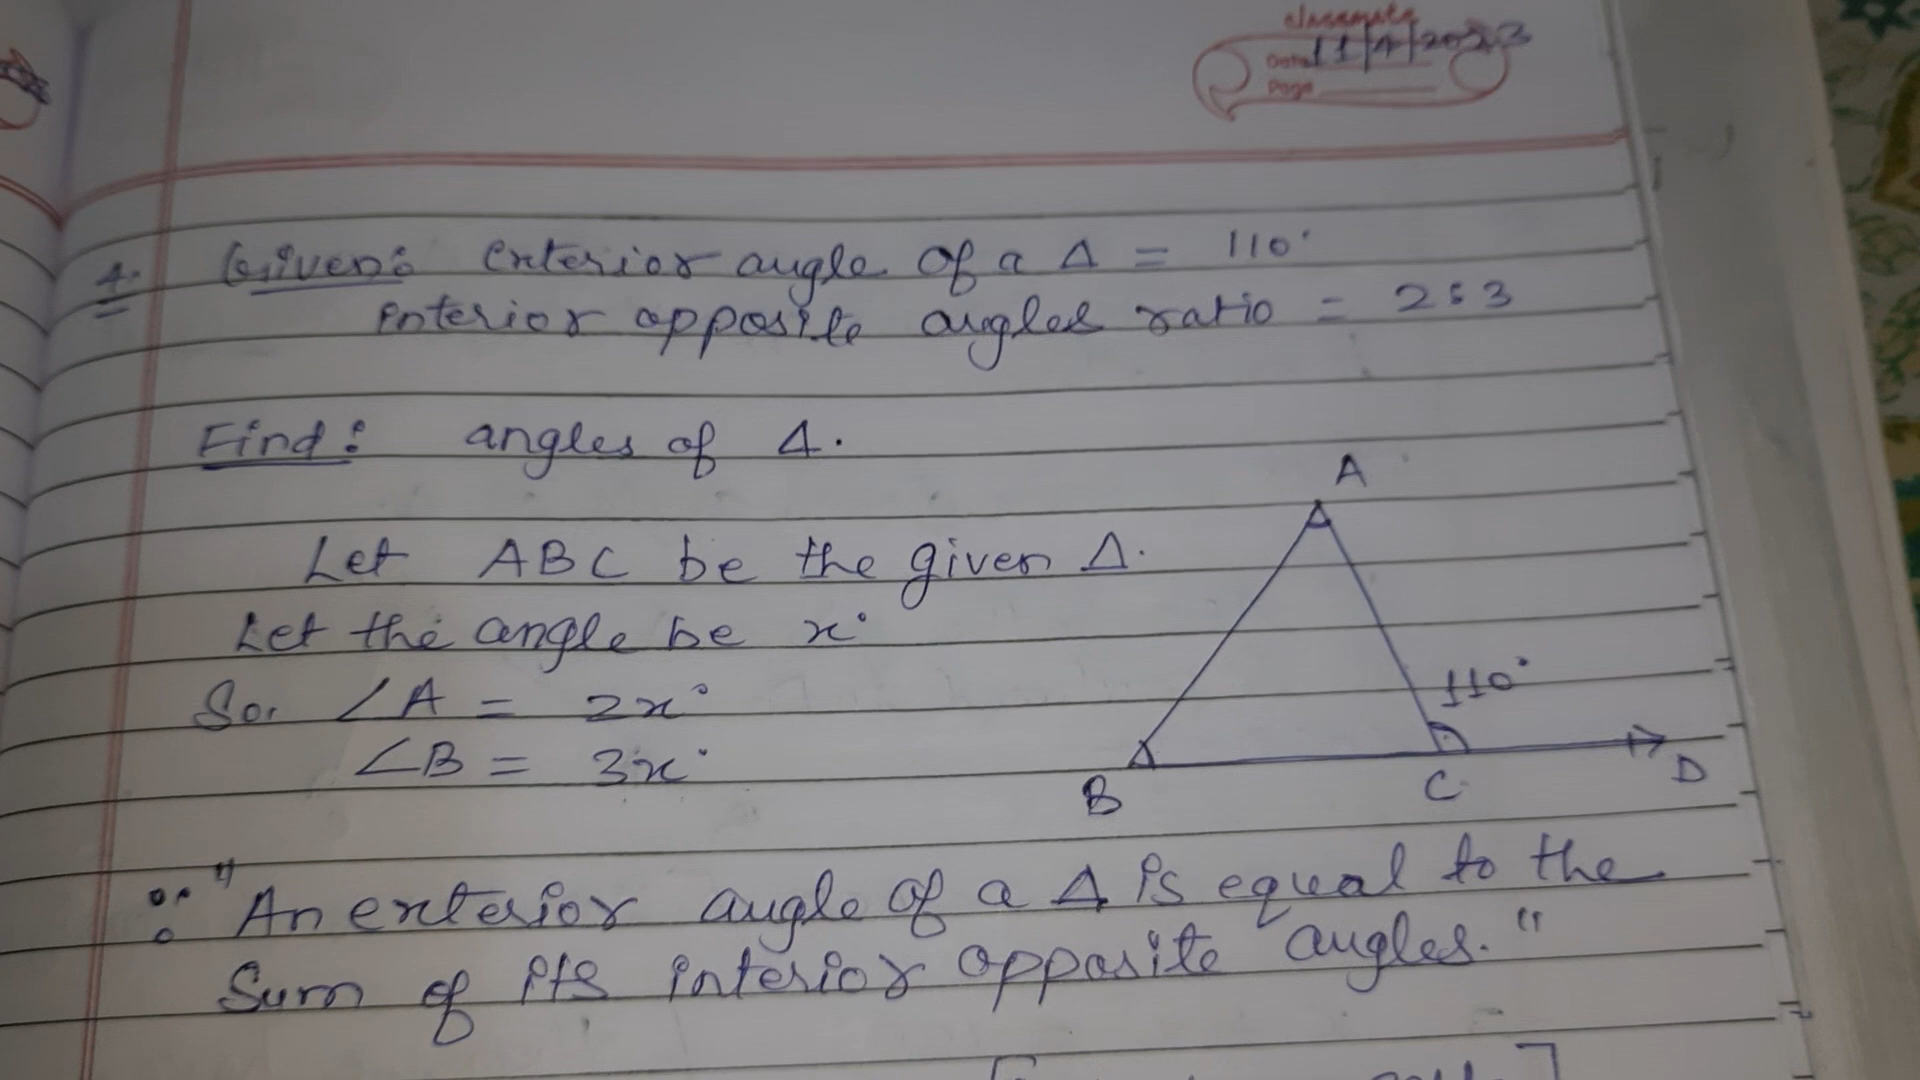 classmate
Date 11/4/2023
Page
4. Given: exterior angle of a Δ = 110°
interior opposite angles ratio = 2:3
Find: angles of Δ.
Let ABC be the given Δ.
Let the angle be x°
So, ∠A = 2x°
∠B = 3x°
A
110°
B
C
D
∵ "An exterior angle of a Δ is equal to the
Sum of its interior opposite angles."